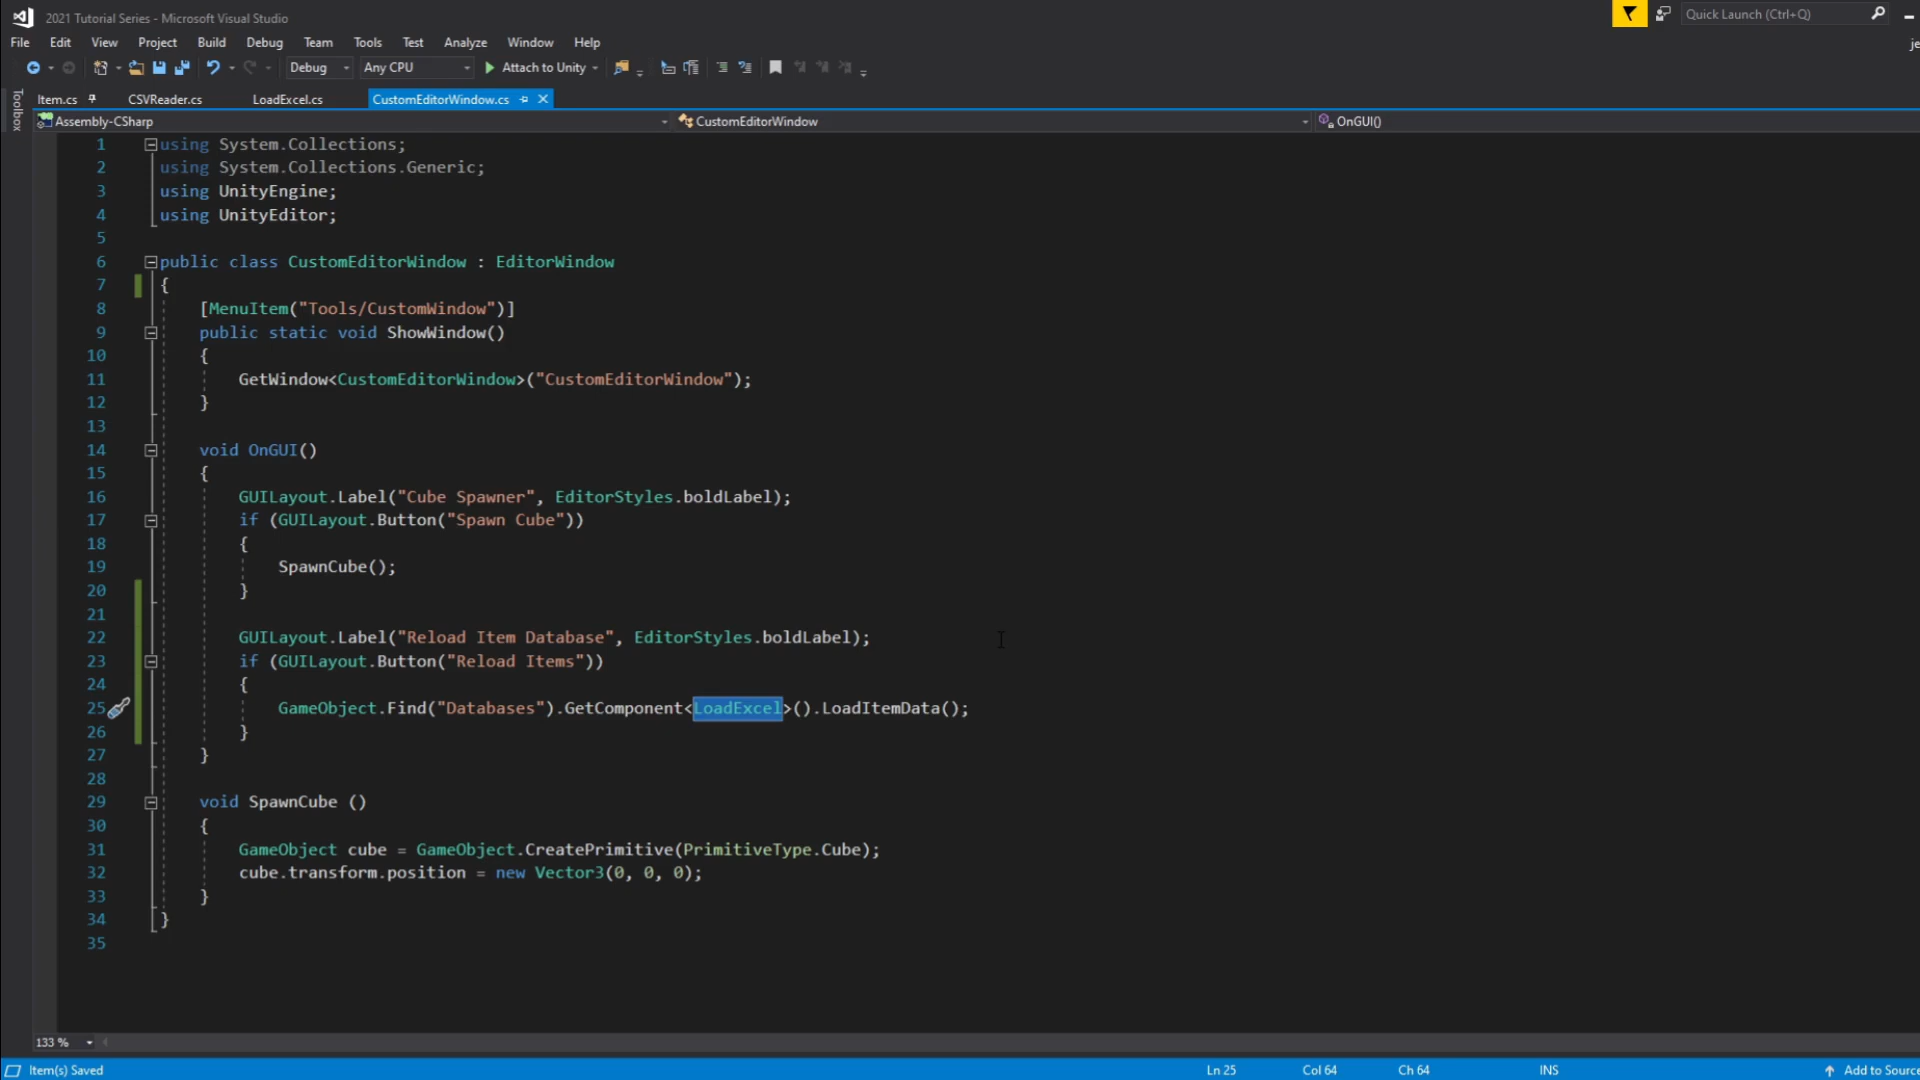 2021 Tutorial Series - Microsoft Visual Studio
Quick Launch (Ctrl+Q)
File Edit View Project Build Debug Team Tools Test Analyze Window Help
je
Debug Any CPU Attach to Unity
Toolbox
Item.cs CSVReader.cs LoadExcel.cs CustomEditorWindow.cs
Assembly-CSharp CustomEditorWindow OnGUI()
1 using System.Collections;
2 using System.Collections.Generic;
3 using UnityEngine;
4 using UnityEditor;
5
6 public class CustomEditorWindow : EditorWindow
7 {
8 [MenuItem("Tools/CustomWindow")]
9 public static void ShowWindow()
10 {
11 GetWindow<CustomEditorWindow>("CustomEditorWindow");
12 }
13
14 void OnGUI()
15 {
16 GUILayout.Label("Cube Spawner", EditorStyles.boldLabel);
17 if (GUILayout.Button("Spawn Cube"))
18 {
19 SpawnCube();
20 }
21
22 GUILayout.Label("Reload Item Database", EditorStyles.boldLabel);
23 if (GUILayout.Button("Reload Items"))
24 {
25 GameObject.Find("Databases").GetComponent<LoadExcel>().LoadItemData();
26 }
27 }
28
29 void SpawnCube ()
30 {
31 GameObject cube = GameObject.CreatePrimitive(PrimitiveType.Cube);
32 cube.transform.position = new Vector3(0, 0, 0);
33 }
34 }
35
133 %
Item(s) Saved Ln 25 Col 64 Ch 64 INS Add to Source